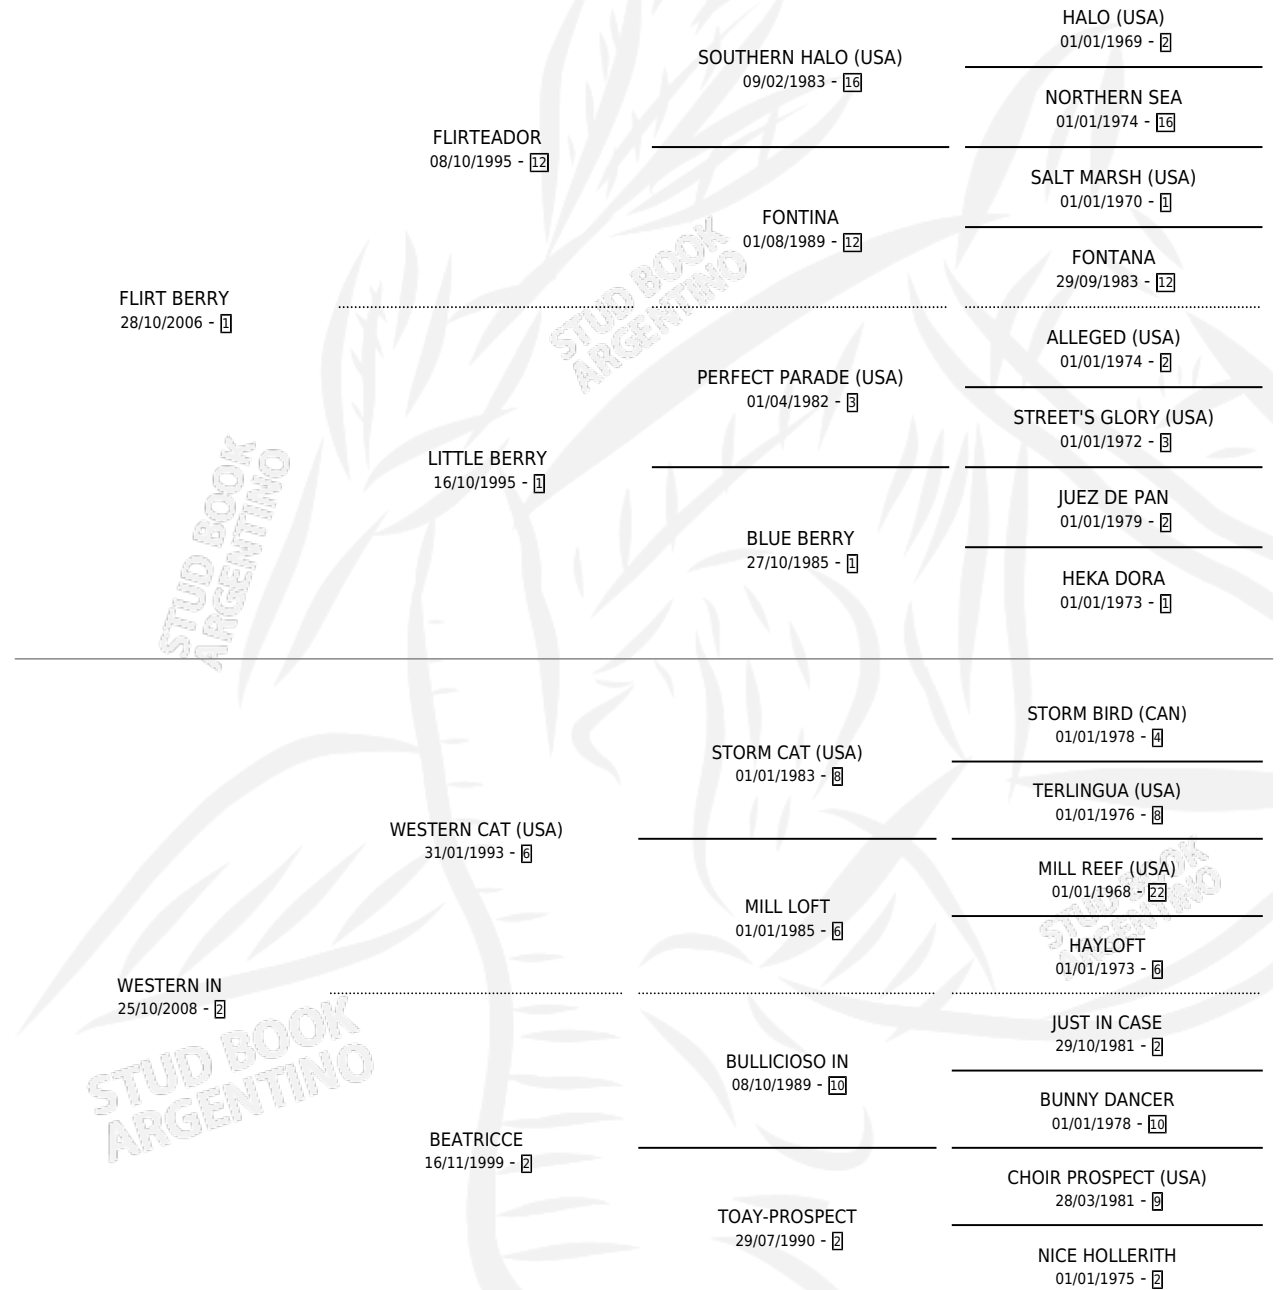 HALO (USA)
01/01/1969 - 2
SOUTHERN HALO (USA)
09/02/1983 - 16
NORTHERN SEA
01/01/1974 - 16
FLIRTEADOR
08/10/1995 - 12
SALT MARSH (USA)
01/01/1970 - 1
FONTINA
01/08/1989 - 12
FONTANA
29/09/1983 - 12
FLIRT BERRY
28/10/2006 - 1
ALLEGED (USA)
01/01/1974 - 2
PERFECT PARADE (USA)
01/04/1982 - 3
STREET'S GLORY (USA)
01/01/1972 - 3
LITTLE BERRY
16/10/1995 - 1
JUEZ DE PAN
01/01/1979 - 2
BLUE BERRY
27/10/1985 - 1
HEKA DORA
01/01/1973 - 1
STORM BIRD (CAN)
01/01/1978 - 4
STORM CAT (USA)
01/01/1983 - 8
TERLINGUA (USA)
01/01/1976 - 8
WESTERN CAT (USA)
31/01/1993 - 6
MILL REEF (USA)
01/01/1968 - 22
MILL LOFT
01/01/1985 - 6
HAYLOFT
01/01/1973 - 6
WESTERN IN
25/10/2008 - 2
JUST IN CASE
29/10/1981 - 2
BULLICIOSO IN
08/10/1989 - 10
BUNNY DANCER
01/01/1978 - 10
BEATRICCE
16/11/1999 - 2
CHOIR PROSPECT (USA)
28/03/1981 - 9
TOAY-PROSPECT
29/07/1990 - 2
NICE HOLLERITH
01/01/1975 - 2
STUD BOOK
ARGENTINO
STUD BOOK
ARGENTINO
STUD BOOK
ARGENTINO
STUD BOOK
ARGENTINO